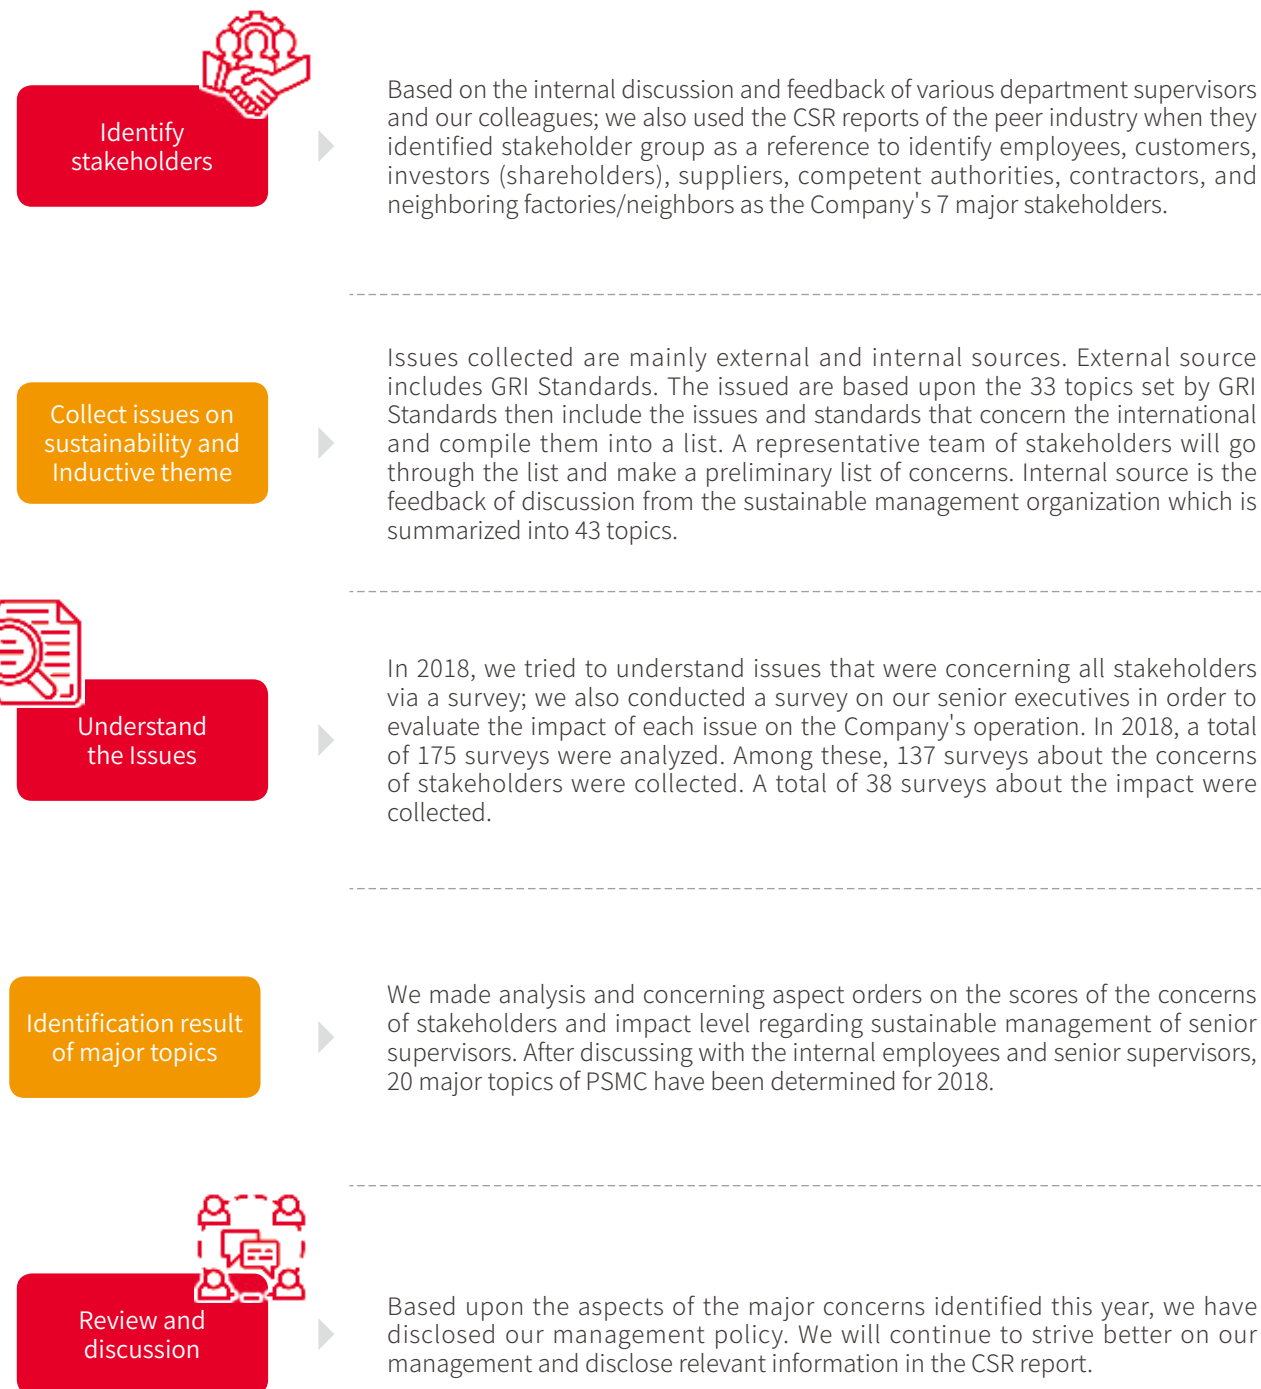 Identify
stakeholders
Based on the internal discussion and feedback of various department supervisors
and our colleagues; we also used the CSR reports of the peer industry when they
identified stakeholder group as a reference to identify employees, customers,
investors (shareholders), suppliers, competent authorities, contractors, and
neighboring factories/neighbors as the Company's 7 major stakeholders.
Collect issues on
sustainability and
Inductive theme
Issues collected are mainly external and internal sources. External source
includes GRI Standards. The issued are based upon the 33 topics set by GRI
Standards then include the issues and standards that concern the international
and compile them into a list. A representative team of stakeholders will go
through the list and make a preliminary list of concerns. Internal source is the
feedback of discussion from the sustainable management organization which is
summarized into 43 topics.
Understand
the Issues
In 2018, we tried to understand issues that were concerning all stakeholders
via a survey; we also conducted a survey on our senior executives in order to
evaluate the impact of each issue on the Company's operation. In 2018, a total
of 175 surveys were analyzed. Among these, 137 surveys about the concerns
of stakeholders were collected. A total of 38 surveys about the impact were
collected.
Identification result
of major topics
We made analysis and concerning aspect orders on the scores of the concerns
of stakeholders and impact level regarding sustainable management of senior
supervisors. After discussing with the internal employees and senior supervisors,
20 major topics of PSMC have been determined for 2018.
Review and
discussion
Based upon the aspects of the major concerns identified this year, we have
disclosed our management policy. We will continue to strive better on our
management and disclose relevant information in the CSR report.